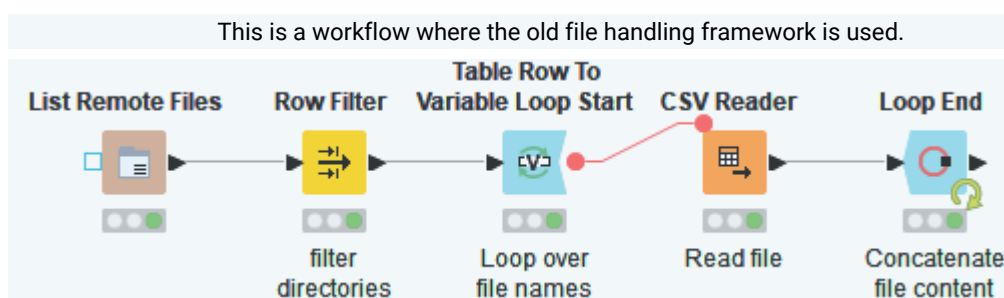 This is a workflow where the old file handling framework is used.
List Remote Files
Row Filter
Table Row To
Variable Loop Start
CSV Reader
Loop End
V
filter
directories
Loop over
file names
Read file
Concatenate
file content